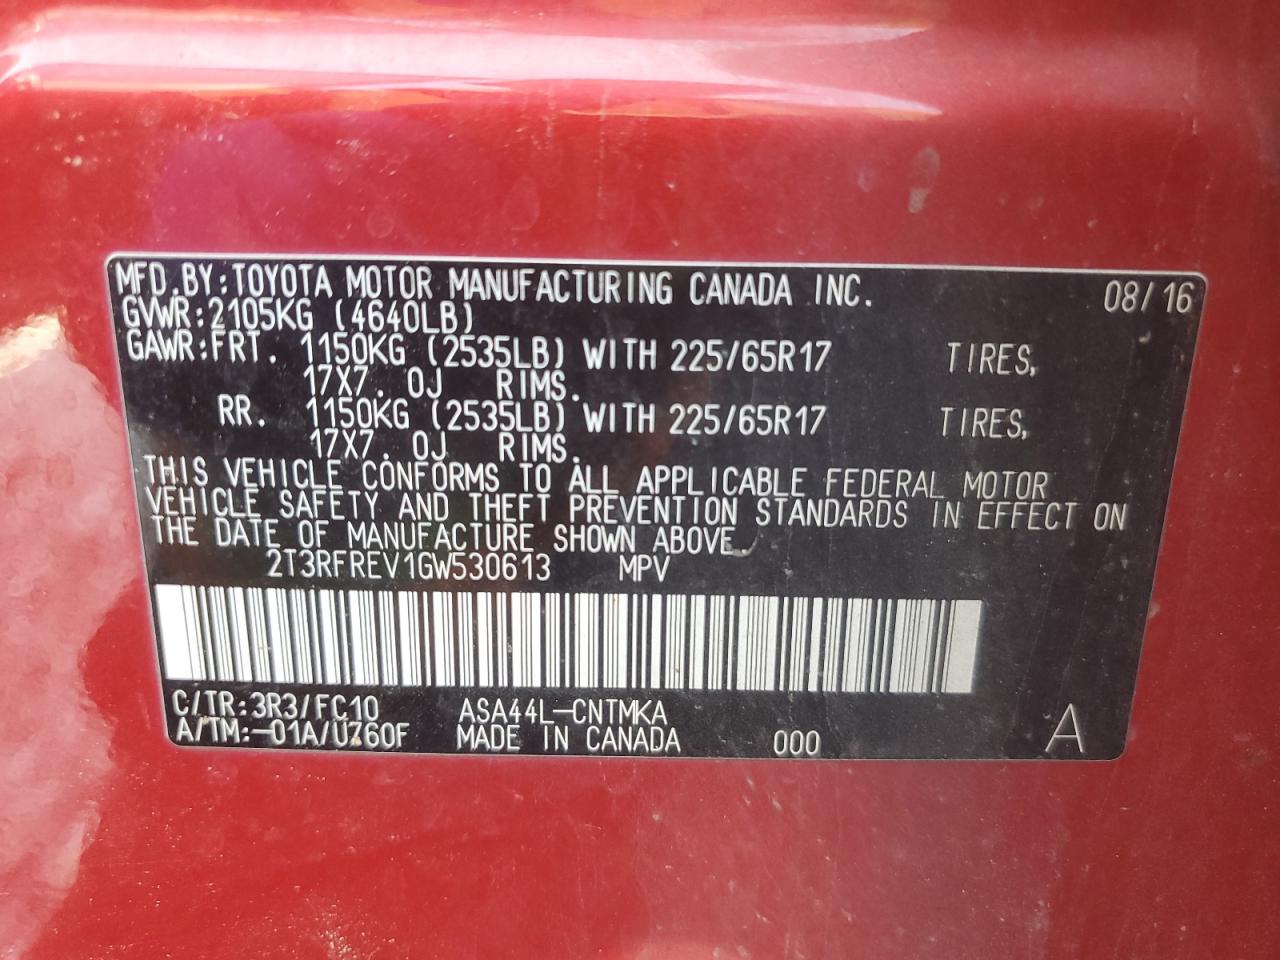 MFD.BY:TOYOTA MOTOR MANUFACTURING CANADA INC. 08/16
GVWR:2105KG (4640LB)
GAWR:FRT. 1150KG (2535LB) WITH 225/65R17 TIRES,
17X7.0J RIMS.
RR. 1150KG (2535LB) WITH 225/65R17 TIRES,
17X7.0J RIMS.
THIS VEHICLE CONFORMS TO ALL APPLICABLE FEDERAL MOTOR
VEHICLE SAFETY AND THEFT PREVENTION STANDARDS IN EFFECT ON
THE DATE OF MANUFACTURE SHOWN ABOVE.
2T3RFREV1GW530613 MPV
C/TR:3R3/FC10 ASA44L-CNTMKA
A/TM:-01A/U760F MADE IN CANADA 000 A